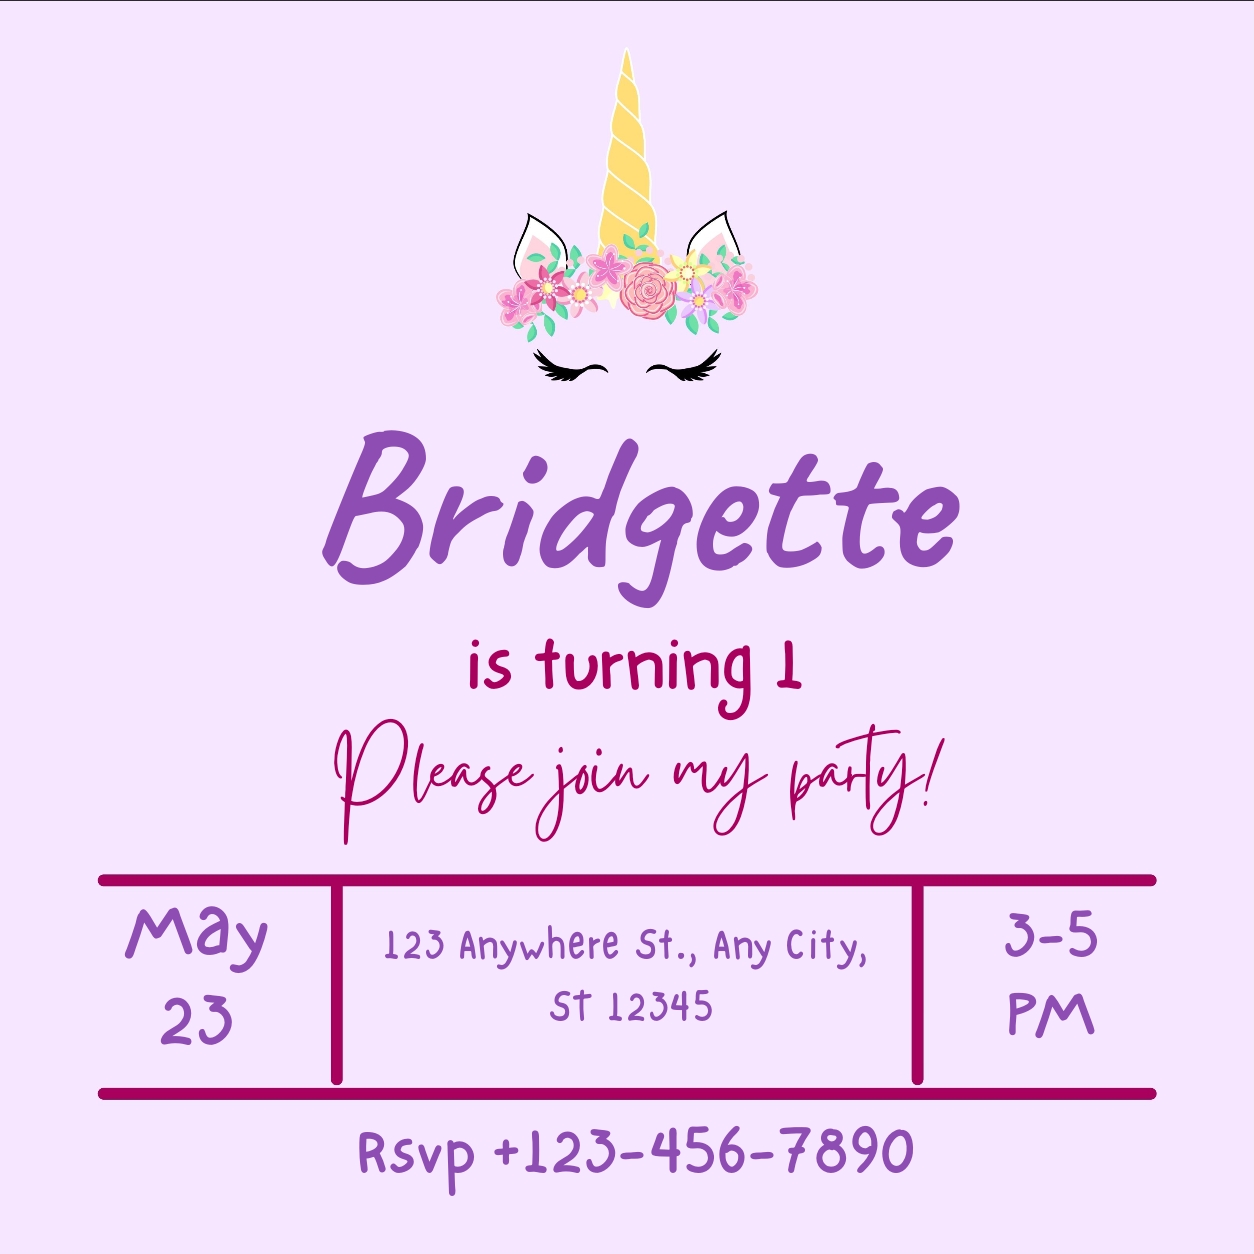 Bridgette
is turning 1
Please join my party!
May
23
123 Anywhere St., Any City,
ST 12345
3-5
PM
Rsvp +123-456-7890